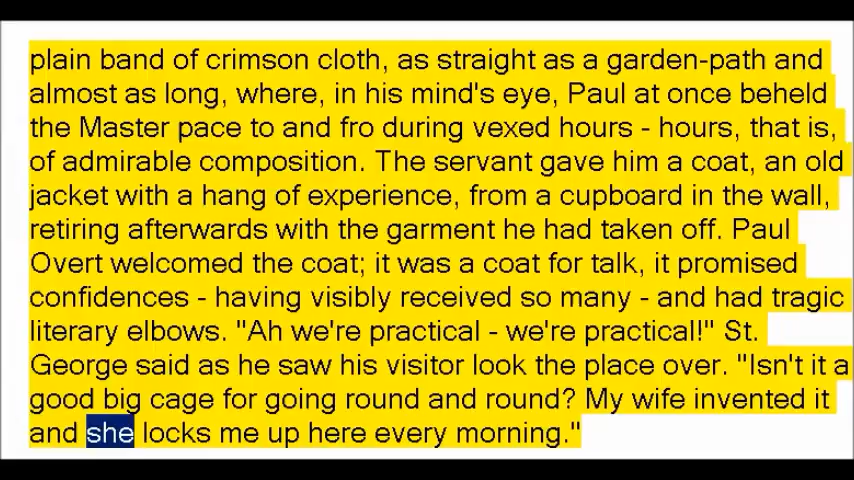 plain band of crimson cloth, as straight as a garden-path and
almost as long, where, in his mind's eye, Paul at once beheld
the Master pace to and fro during vexed hours - hours, that is,
of admirable composition. The servant gave him a coat, an old
jacket with a hang of experience, from a cupboard in the wall,
retiring afterwards with the garment he had taken off. Paul
Overt welcomed the coat; it was a coat for talk, it promised
confidences - having visibly received so many - and had tragic
literary elbows. "Ah we're practical - we're practical!" St.
George said as he saw his visitor look the place over. "Isn't it a
good big cage for going round and round? My wife invented it
and she locks me up here every morning."